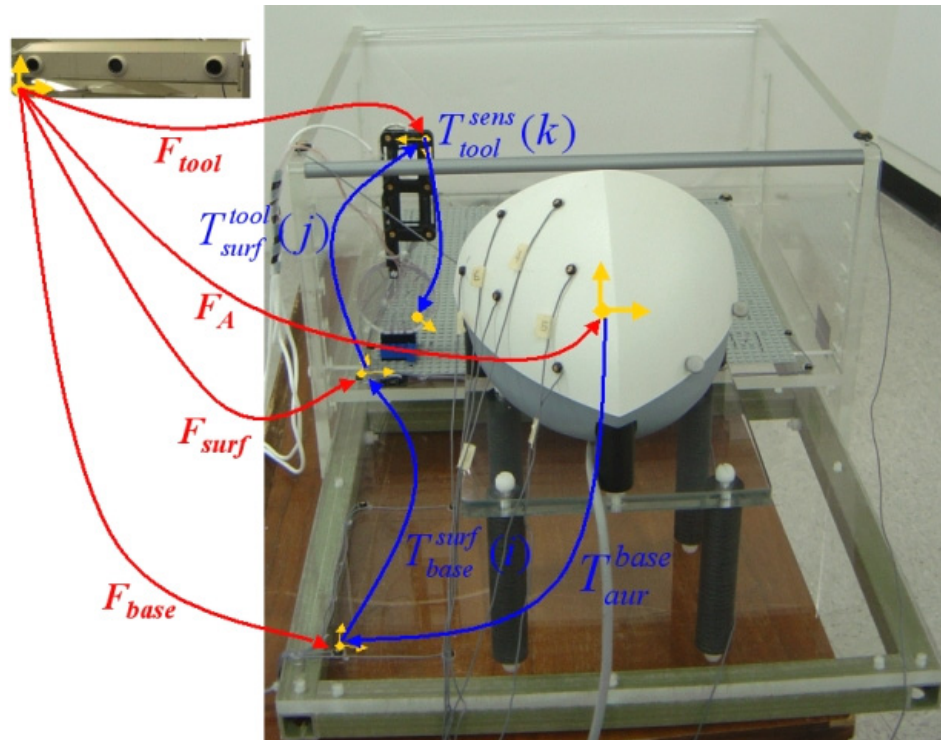 F_tool
T_tool^sens(k)
T_surf^tool(j)
F_A
F_surf
T_base^surf(i)
T_aur^base
F_base